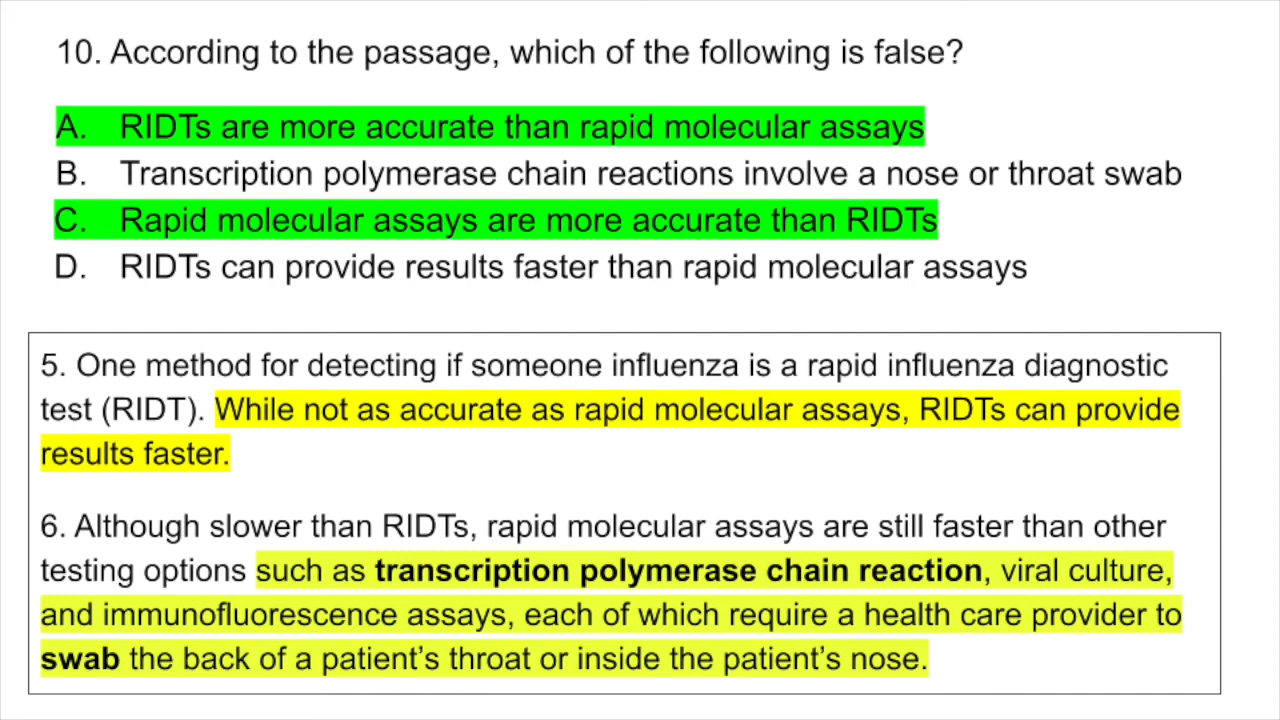 10. According to the passage, which of the following is false?
A. RIDTs are more accurate than rapid molecular assays
B. Transcription polymerase chain reactions involve a nose or throat swab
C. Rapid molecular assays are more accurate than RIDTs
D. RIDTs can provide results faster than rapid molecular assays
5. One method for detecting if someone influenza is a rapid influenza diagnostic
test (RIDT). While not as accurate as rapid molecular assays, RIDTs can provide
results faster.
6. Although slower than RIDTs, rapid molecular assays are still faster than other
testing options such as transcription polymerase chain reaction, viral culture,
and immunofluorescence assays, each of which require a health care provider to
swab the back of a patient’s throat or inside the patient’s nose.